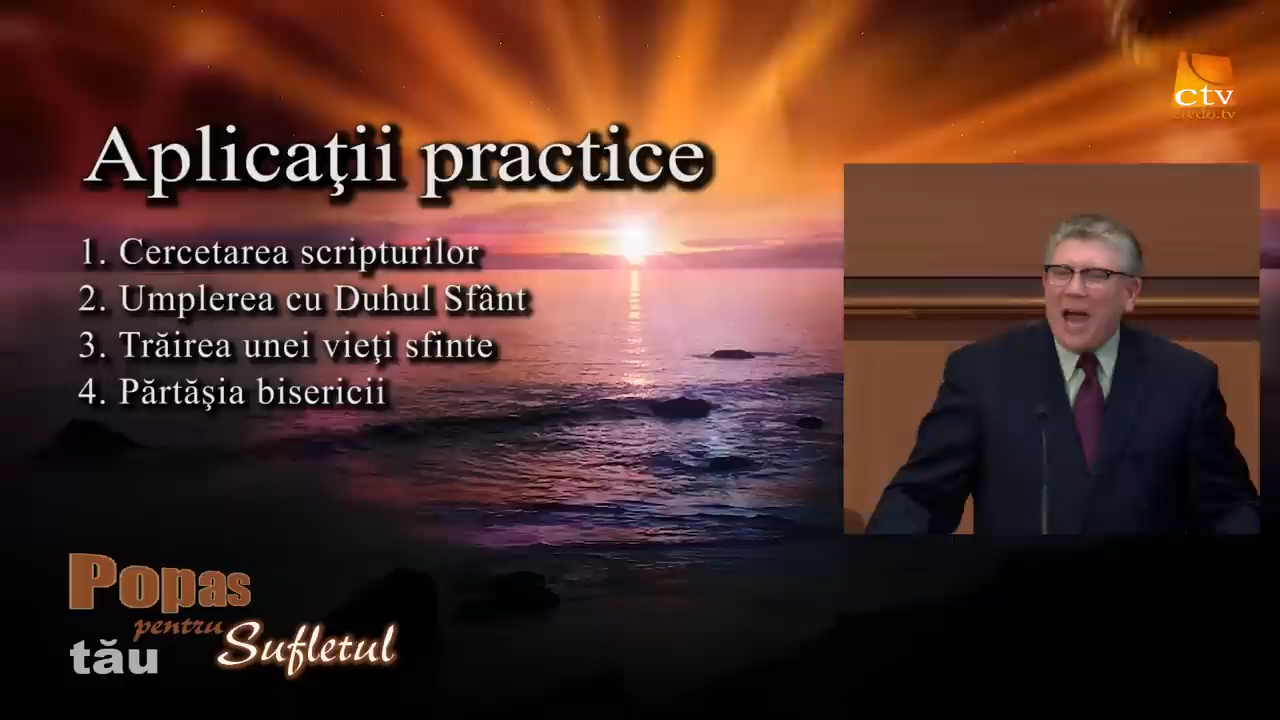 Aplicaţii practice
1. Cercetarea scripturilor
2. Umplerea cu Duhul Sfânt
3. Trăirea unei vieţi sfinte
4. Părtăşia bisericii
ctv
credo.tv
Popas
pentru
tău Sufletul